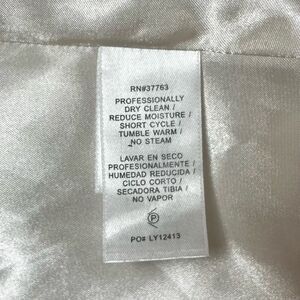 RN#37763
PROFESSIONALLY
DRY CLEAN /
REDUCE MOISTURE /
SHORT CYCLE /
TUMBLE WARM /
NO STEAM
LAVAR EN SECO
PROFESIONALMENTE /
HUMEDAD REDUCIDA /
CICLO CORTO /
SECADORA TIBIA /
NO VAPOR
P
PO# LY12413